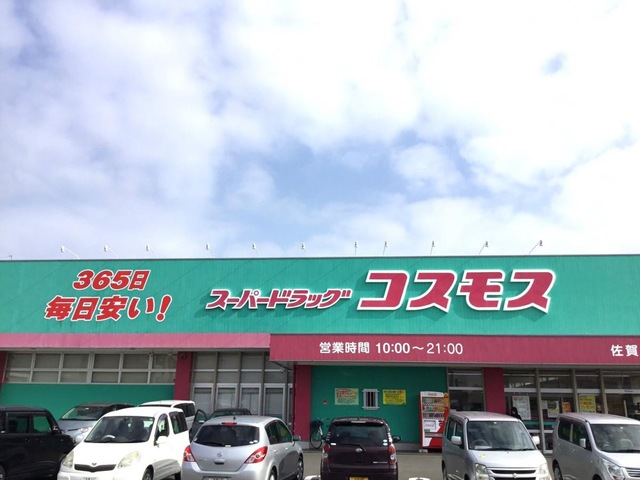 365日
毎日安い!
スーパードラッグ コスモス
営業時間 10:00～21:00
佐賀